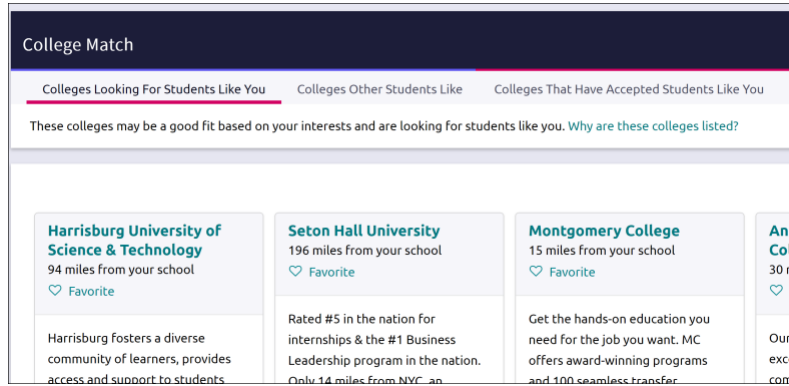 College Match
Colleges Looking For Students Like You Colleges Other Students Like Colleges That Have Accepted Students Like You
These colleges may be a good fit based on your interests and are looking for students like you. Why are these colleges listed?
Harrisburg University of
Science & Technology
94 miles from your school
Favorite
Harrisburg fosters a diverse
community of learners, provides
access and support to students
Seton Hall University
196 miles from your school
Favorite
Rated #5 in the nation for
internships & the #1 Business
Leadership program in the nation.
Only 14 miles from NYC, an
Montgomery College
15 miles from your school
Favorite
Get the hands-on education you
need for the job you want. MC
offers award-winning programs
and 100 seamless transfer
An
Co
30
Our
exc
com